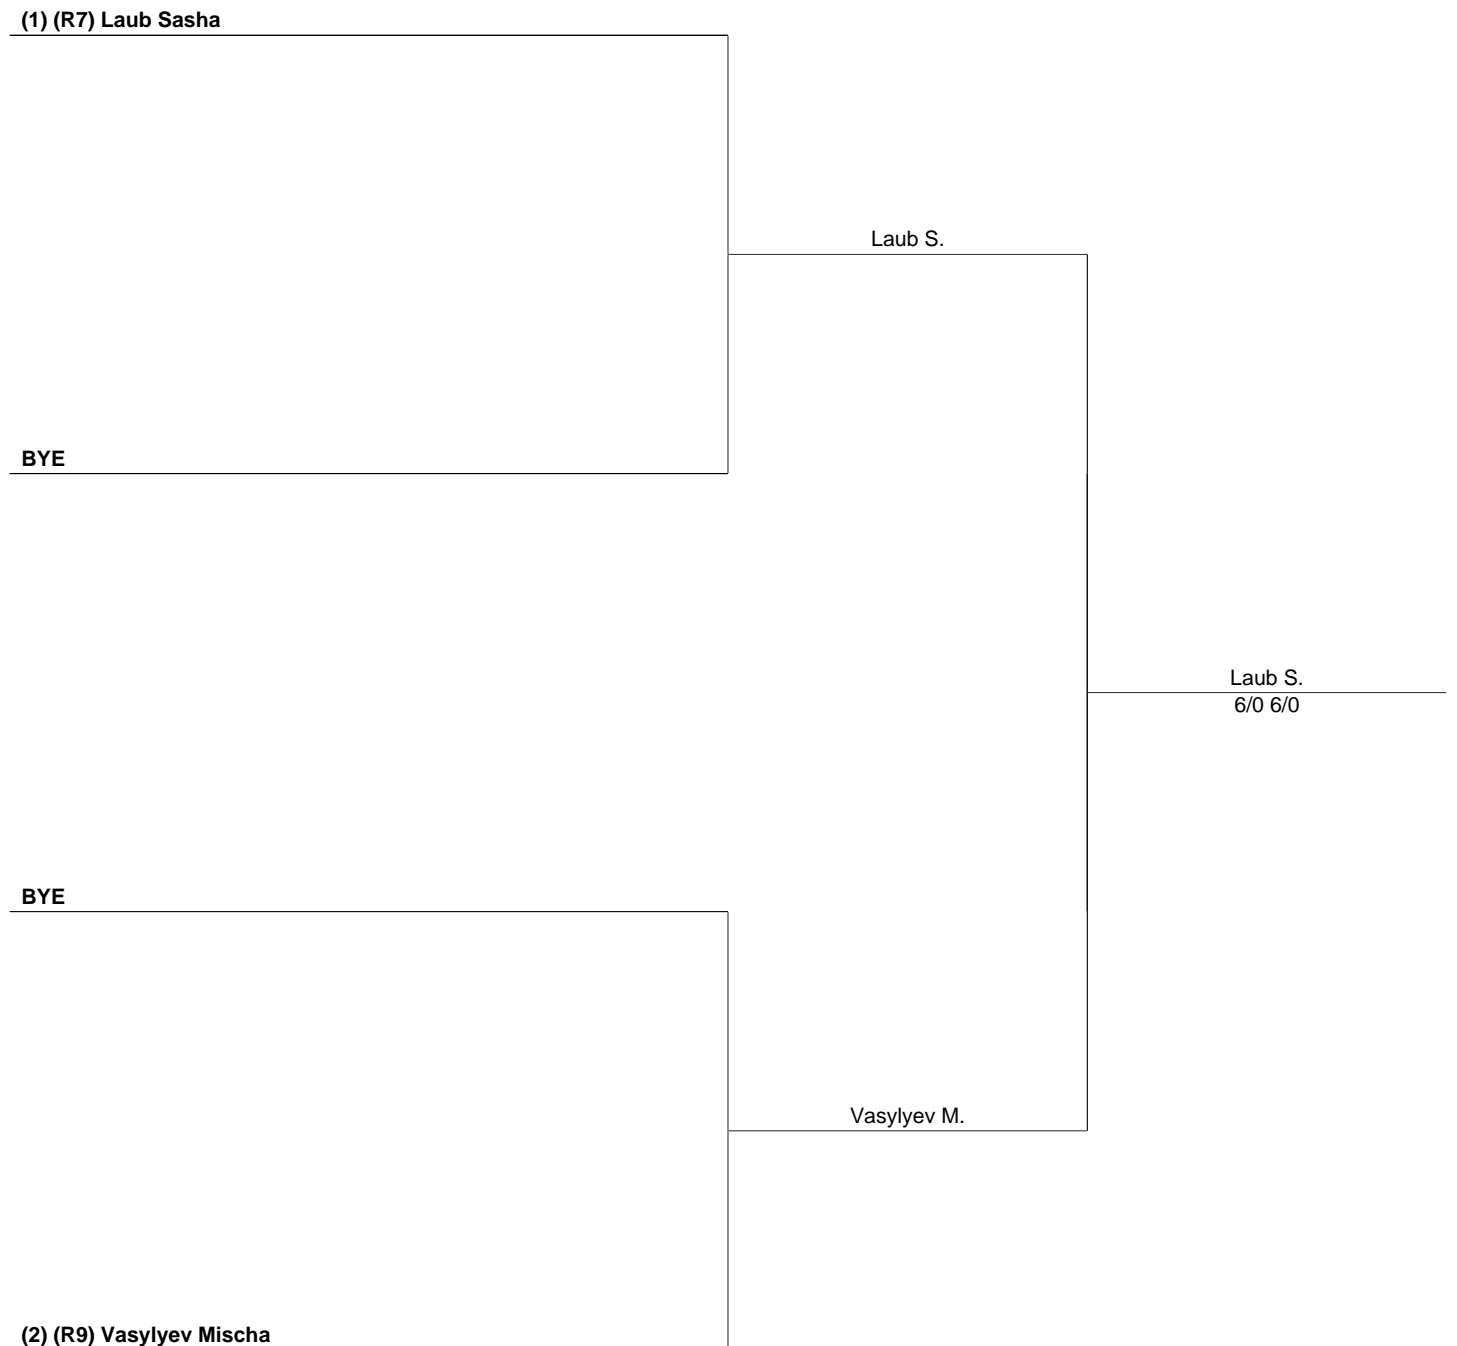 (1) (R7) Laub Sasha
Laub S.
BYE
Laub S.
6/0 6/0
BYE
Vasylyev M.
(2) (R9) Vasylyev Mischa